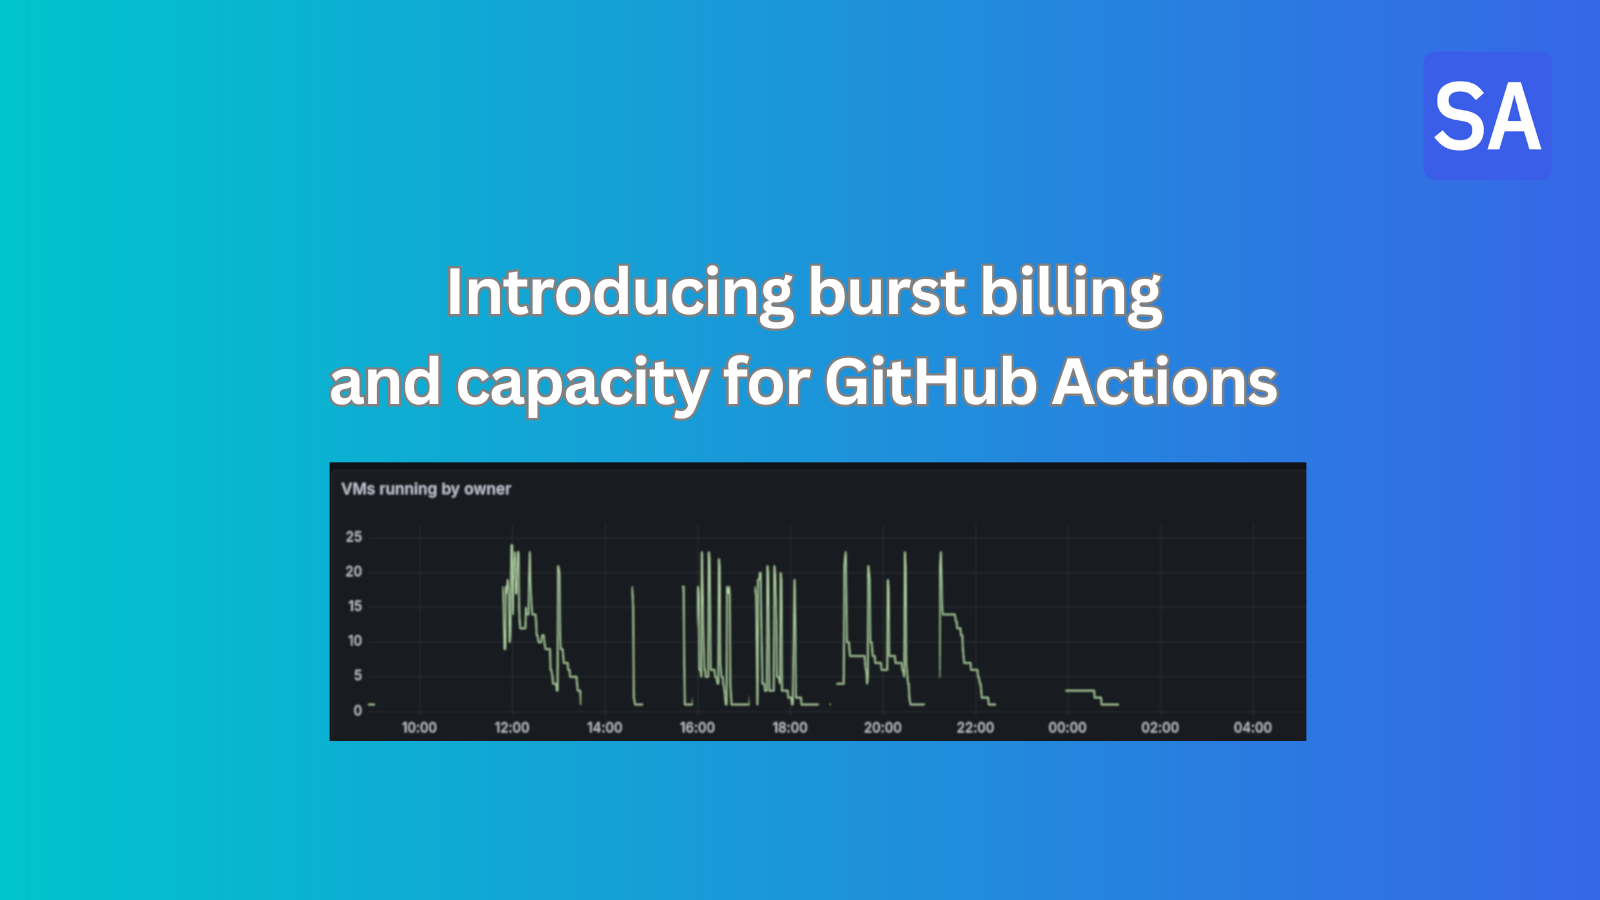 SA
Introducing burst billing
and capacity for GitHub Actions
VMs running by owner
25
20
15
10
5
0
10:00 12:00 14:00 16:00 18:00 20:00 22:00 00:00 02:00 04:00